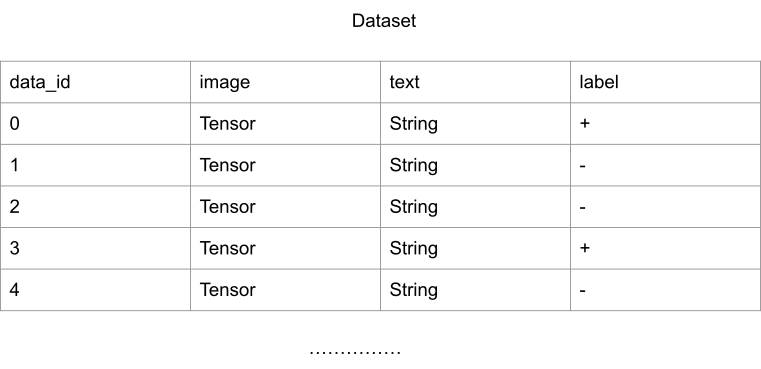 Dataset
data_id image text label
0 Tensor String +
1 Tensor String -
2 Tensor String -
3 Tensor String +
4 Tensor String -
...............